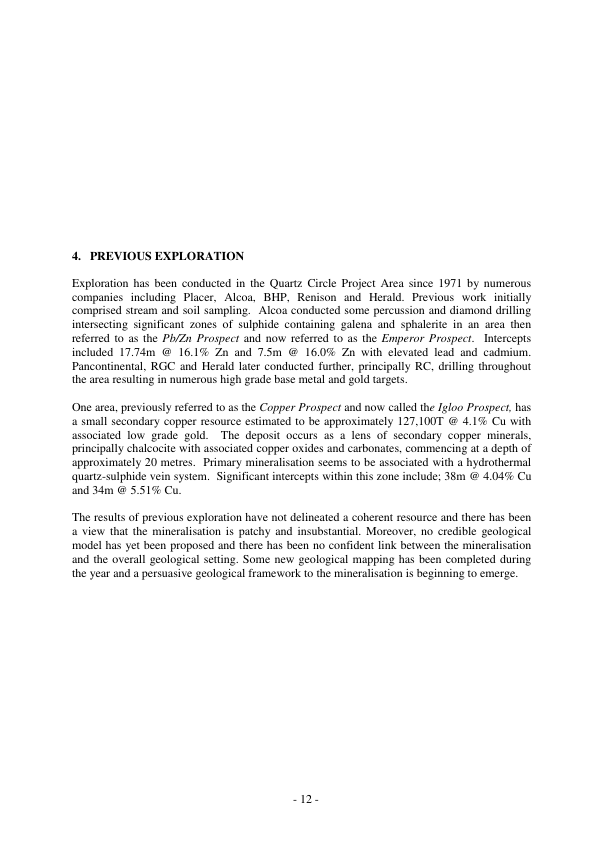 4. PREVIOUS EXPLORATION
Exploration has been conducted in the Quartz Circle Project Area since 1971 by numerous
companies including Placer, Alcoa, BHP, Renison and Herald. Previous work initially
comprised stream and soil sampling. Alcoa conducted some percussion and diamond drilling
intersecting significant zones of sulphide containing galena and sphalerite in an area then
referred to as the Pb/Zn Prospect and now referred to as the Emperor Prospect. Intercepts
included 17.74m @ 16.1% Zn and 7.5m @ 16.0% Zn with elevated lead and cadmium.
Pancontinental, RGC and Herald later conducted further, principally RC, drilling throughout
the area resulting in numerous high grade base metal and gold targets.
One area, previously referred to as the Copper Prospect and now called the Igloo Prospect, has
a small secondary copper resource estimated to be approximately 127,100T @ 4.1% Cu with
associated low grade gold. The deposit occurs as a lens of secondary copper minerals,
principally chalcocite with associated copper oxides and carbonates, commencing at a depth of
approximately 20 metres. Primary mineralisation seems to be associated with a hydrothermal
quartz-sulphide vein system. Significant intercepts within this zone include; 38m @ 4.04% Cu
and 34m @ 5.51% Cu.
The results of previous exploration have not delineated a coherent resource and there has been
a view that the mineralisation is patchy and insubstantial. Moreover, no credible geological
model has yet been proposed and there has been no confident link between the mineralisation
and the overall geological setting. Some new geological mapping has been completed during
the year and a persuasive geological framework to the mineralisation is beginning to emerge.
- 12 -